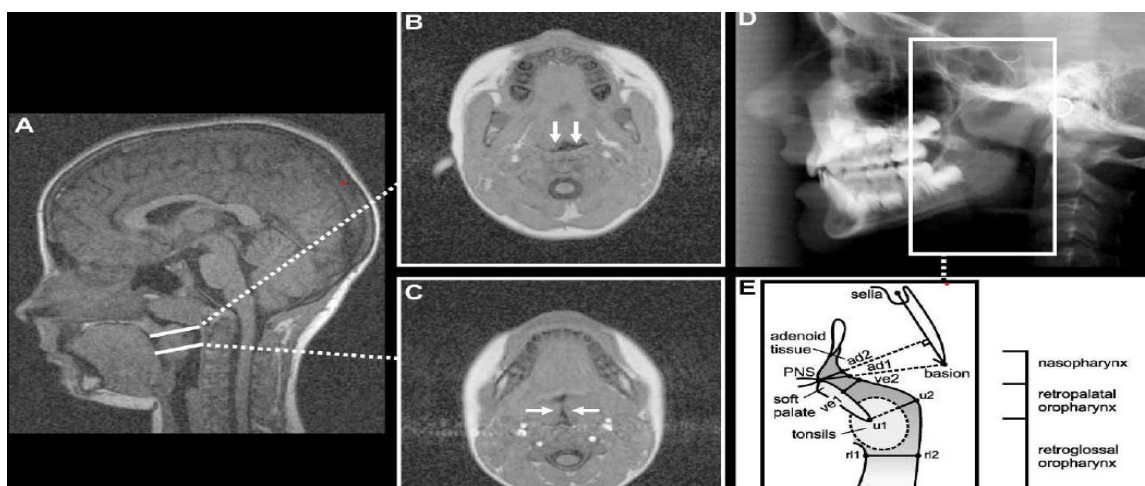 A
B
C
D
E
sella
adenoid
tissue
ad2
ad1
PNS
ve2
basion
soft
palate
ve1
u2
u1
tonsils
rl1
rl2
nasopharynx
retropalatal
oropharynx
retroglossal
oropharynx